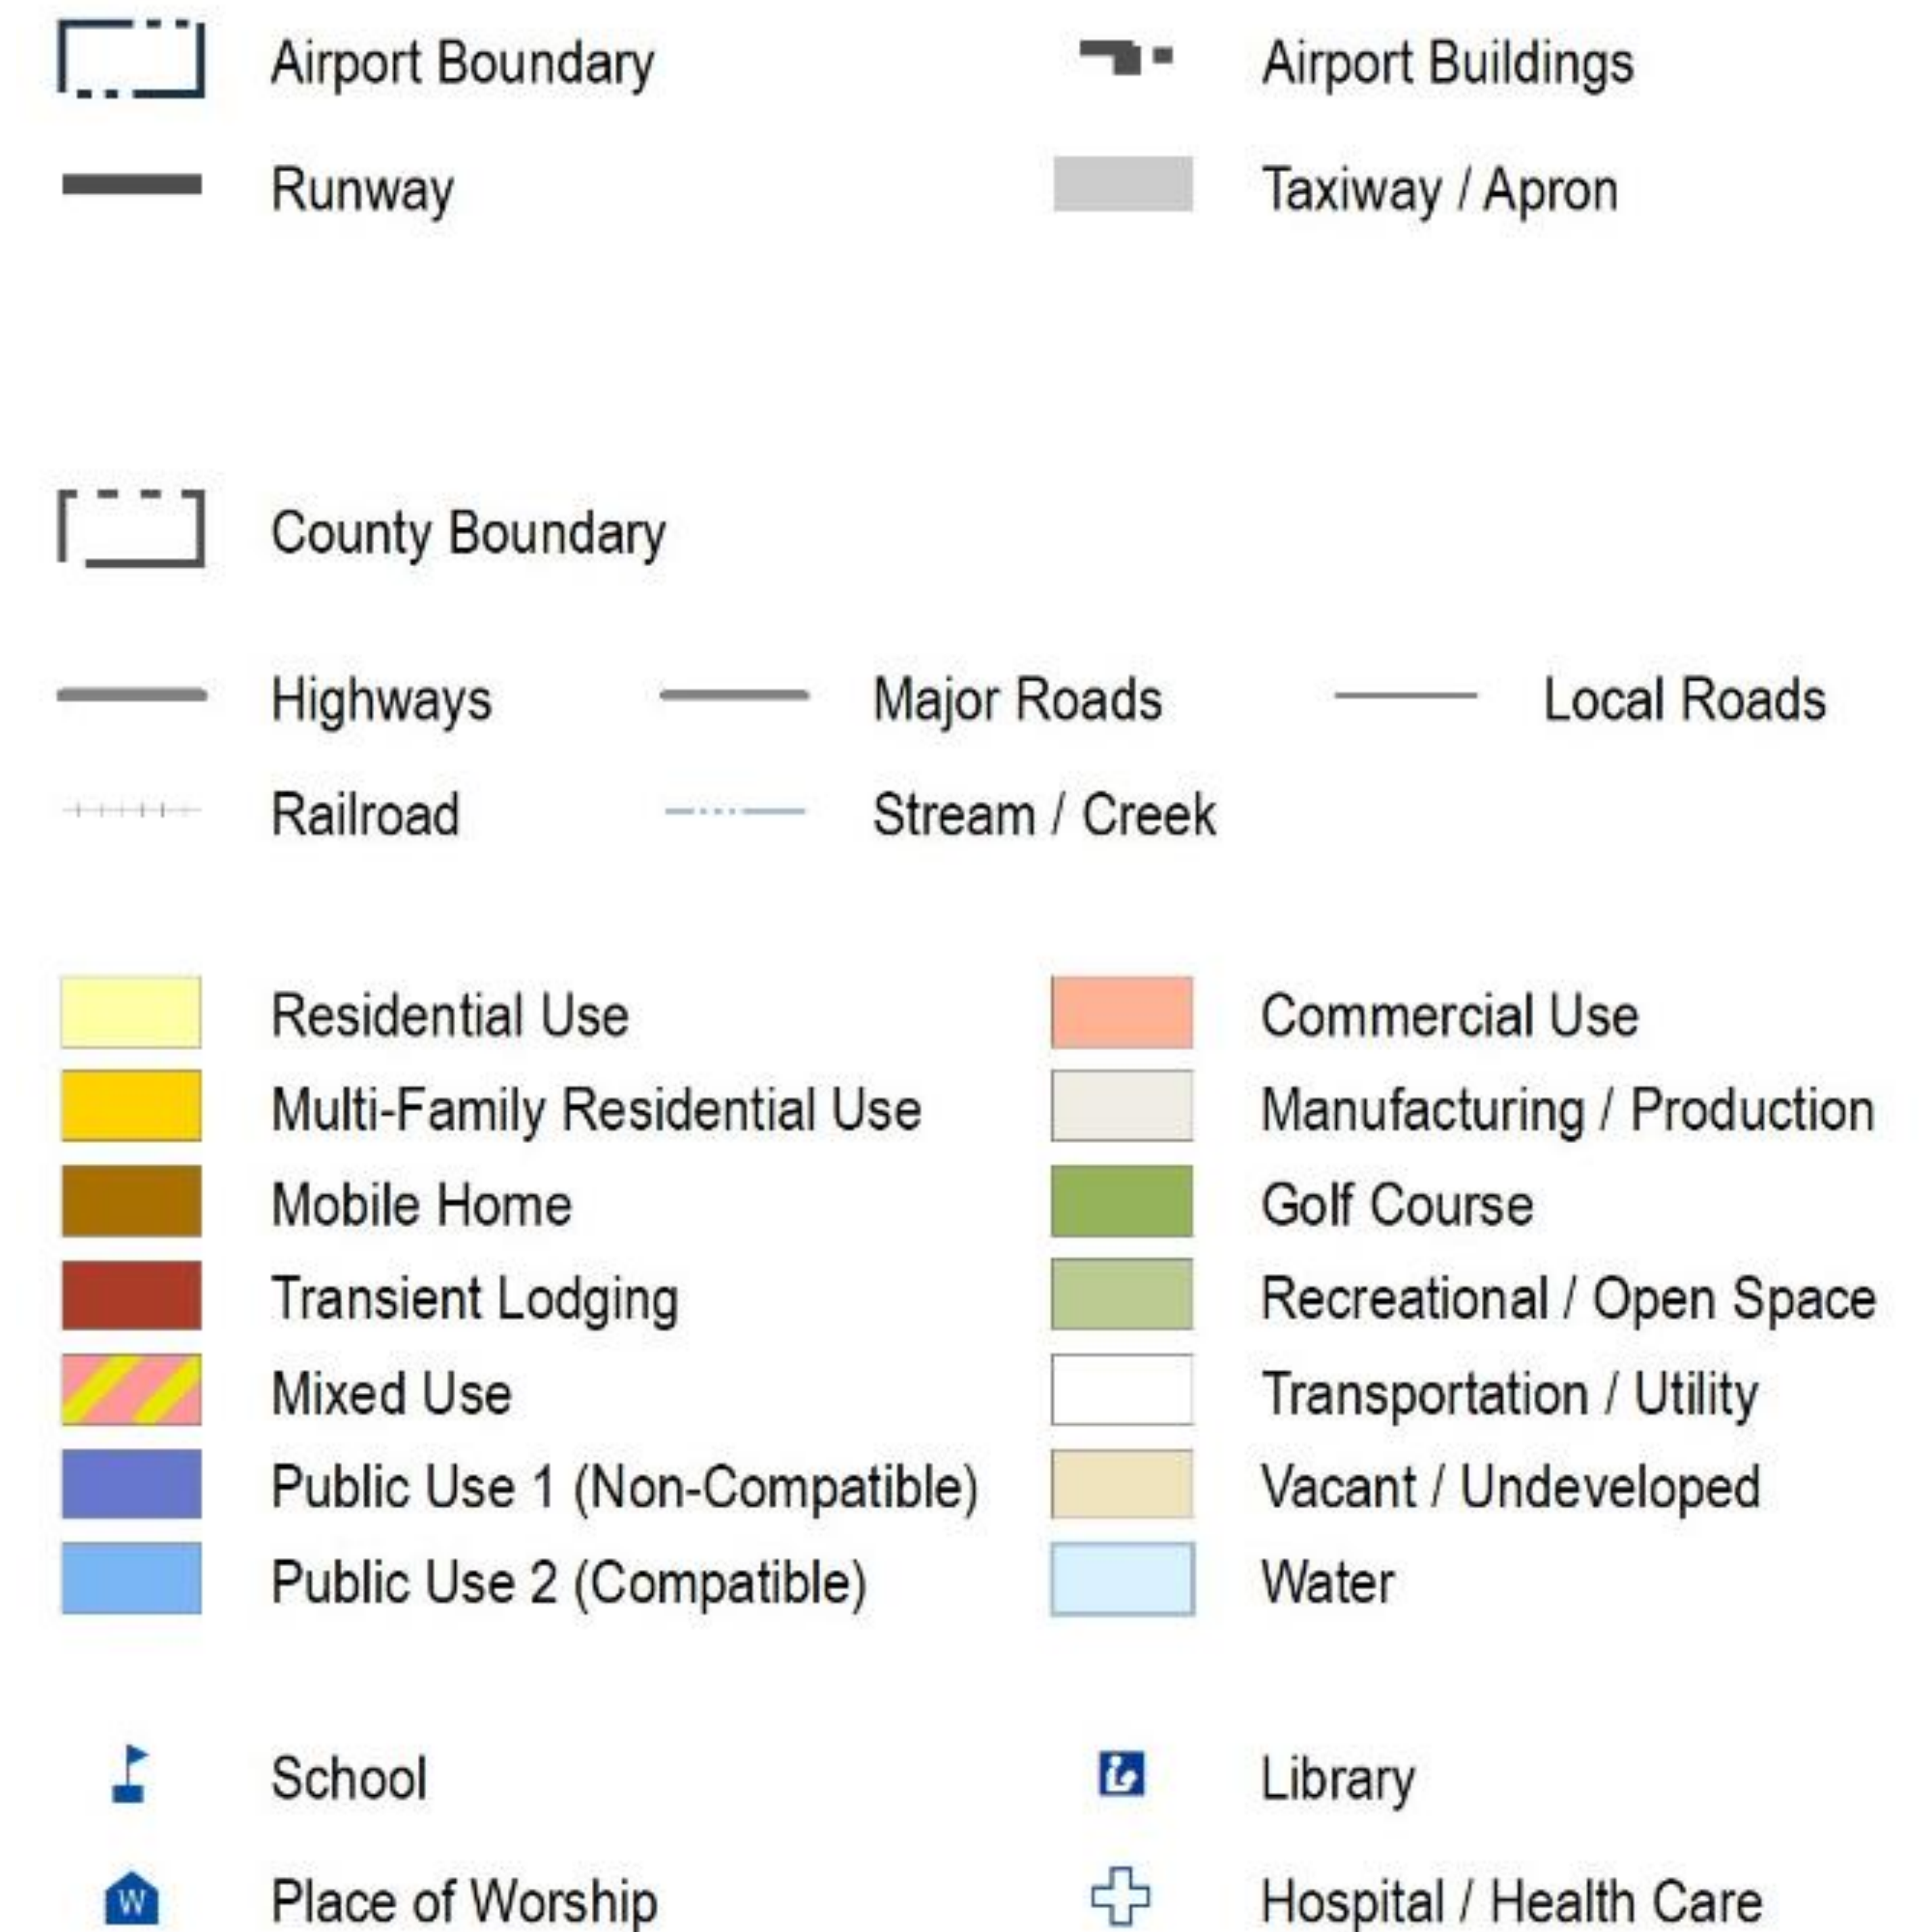 Airport Boundary
Airport Buildings
Runway
Taxiway / Apron
County Boundary
Highways
Major Roads
Local Roads
Railroad
Stream / Creek
Residential Use
Commercial Use
Multi-Family Residential Use
Manufacturing / Production
Mobile Home
Golf Course
Transient Lodging
Recreational / Open Space
Mixed Use
Transportation / Utility
Public Use 1 (Non-Compatible)
Vacant / Undeveloped
Public Use 2 (Compatible)
Water
School
Library
W
Place of Worship
Hospital / Health Care